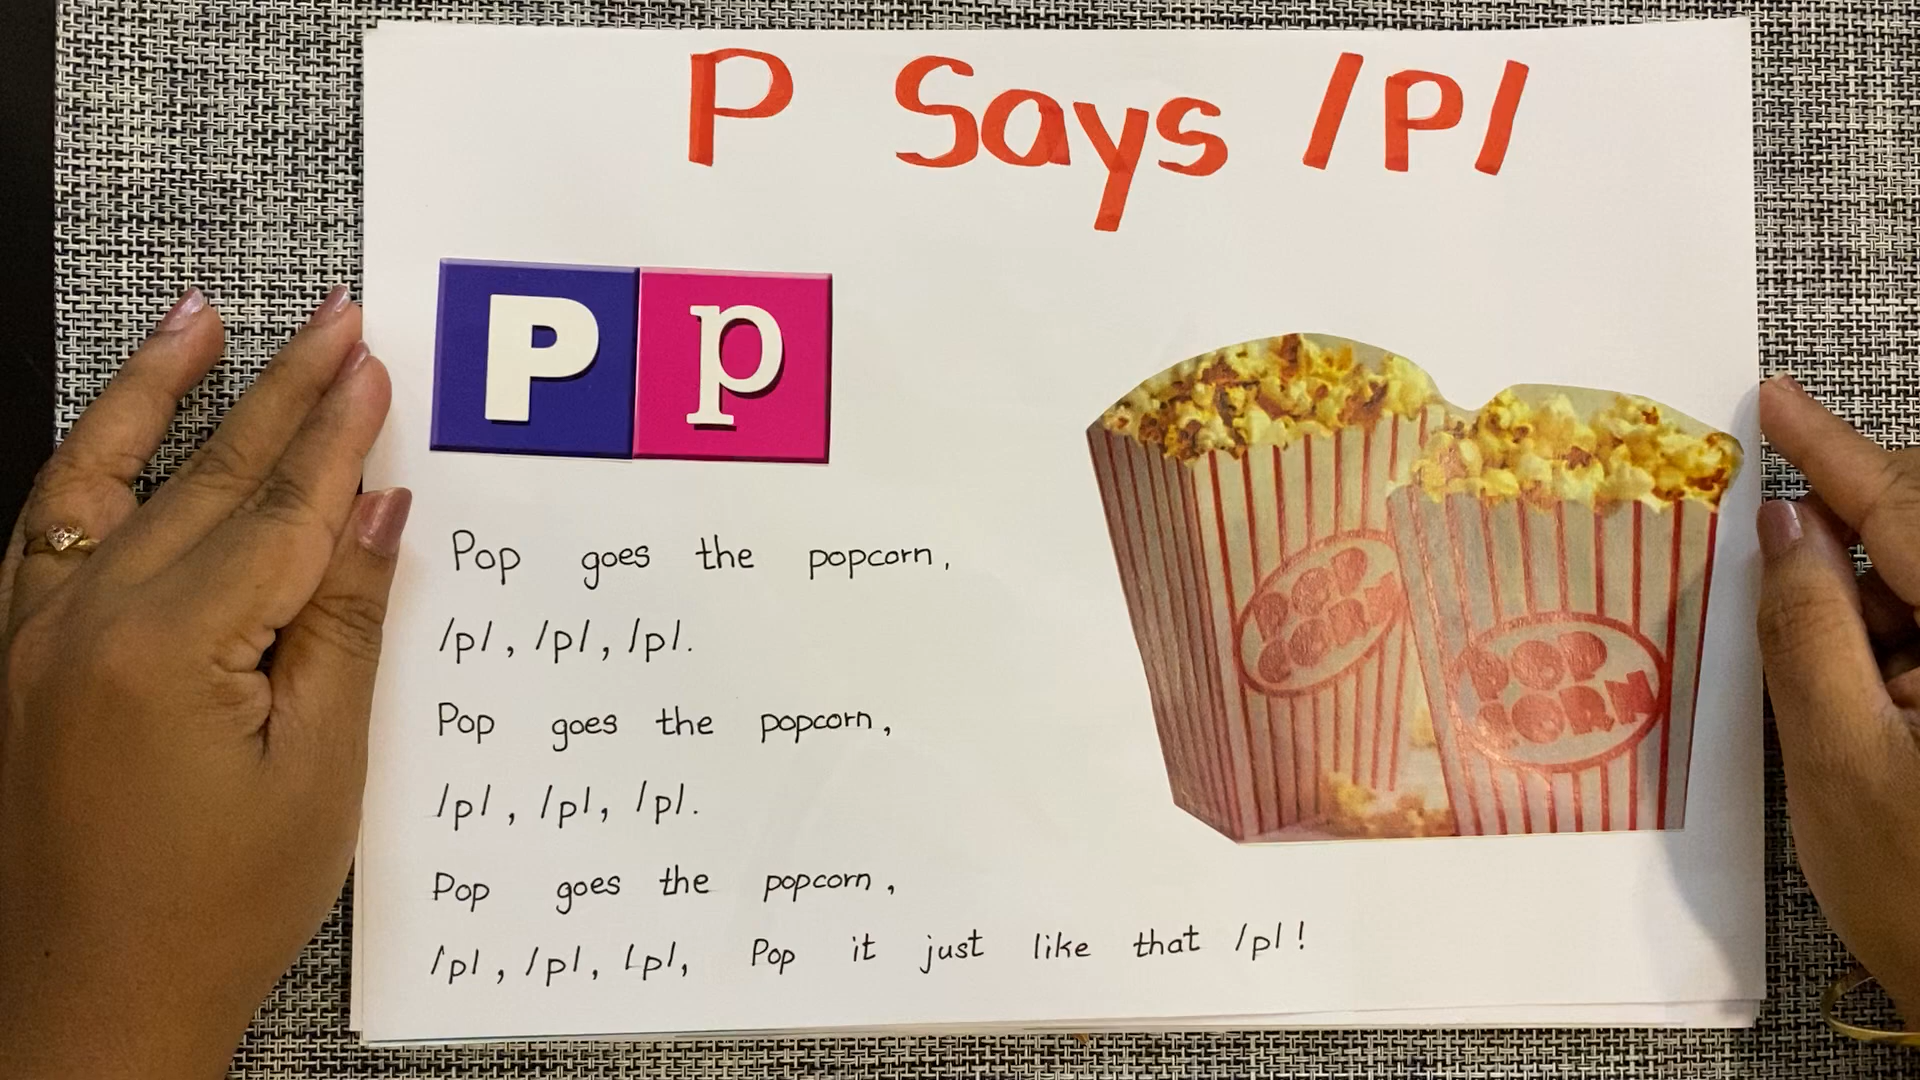 P Says /P/
P p
Pop goes the popcorn,
/p/, /p/, /p/.
Pop goes the popcorn,
/p/, /p/, /p/.
Pop goes the popcorn,
/p/, /p/, /p/, Pop it just like that /p/!
POP
CORN
POP
CORN